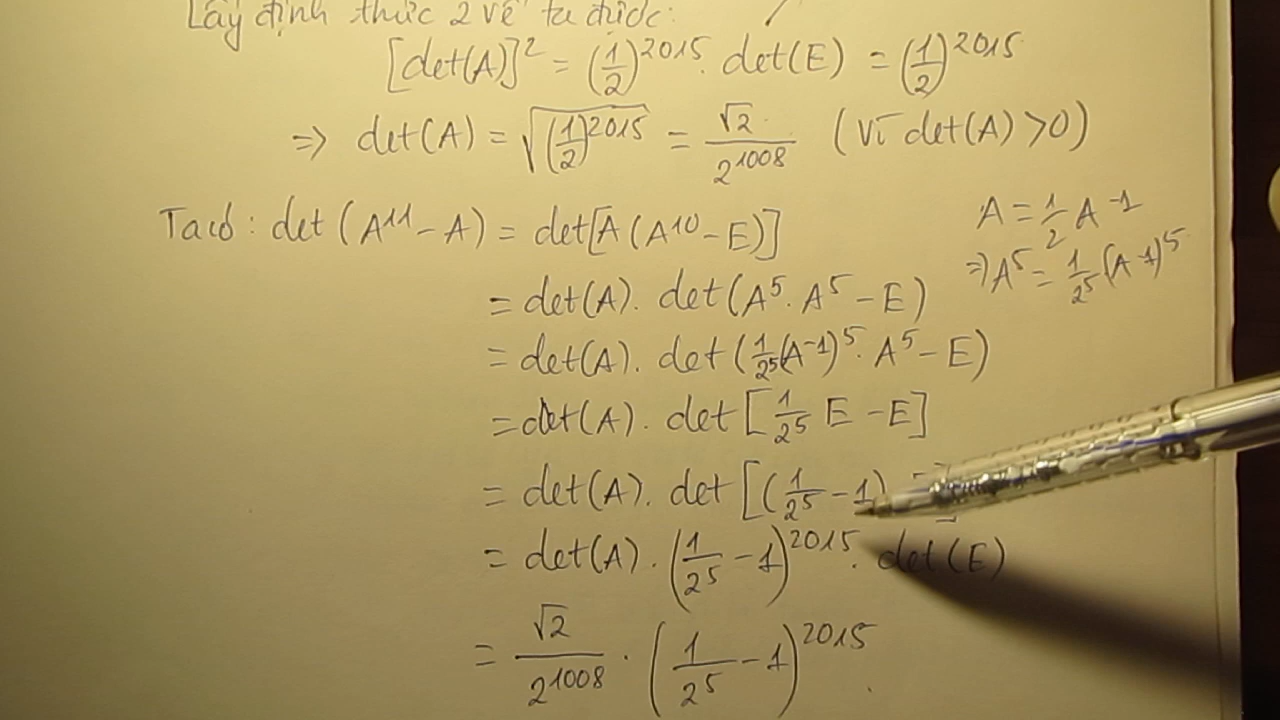 Lấy định thức 2 vế ta được:
[det(A)]² = (1/2)^2015 . det(E) = (1/2)^2015
=> det(A) = √((1/2)^2015) = √2/2^1008 (Vì det(A) >0)
Ta có : det (A^11 - A) = det[A (A^10 - E)]
A = 1/2 A^-1
=> A^5 = 1/2^5 (A^-1)^5
= det(A). det(A^5. A^5 - E)
= det(A). det (1/2^5 (A^-1)^5. A^5 - E)
= det(A). det [1/2^5 E - E]
= det(A). det [(1/2^5 - 1)
= det(A) . (1/2^5 - 1)^2015 . det(E)
= √2/2^1008 . (1/2^5 - 1)^2015 .